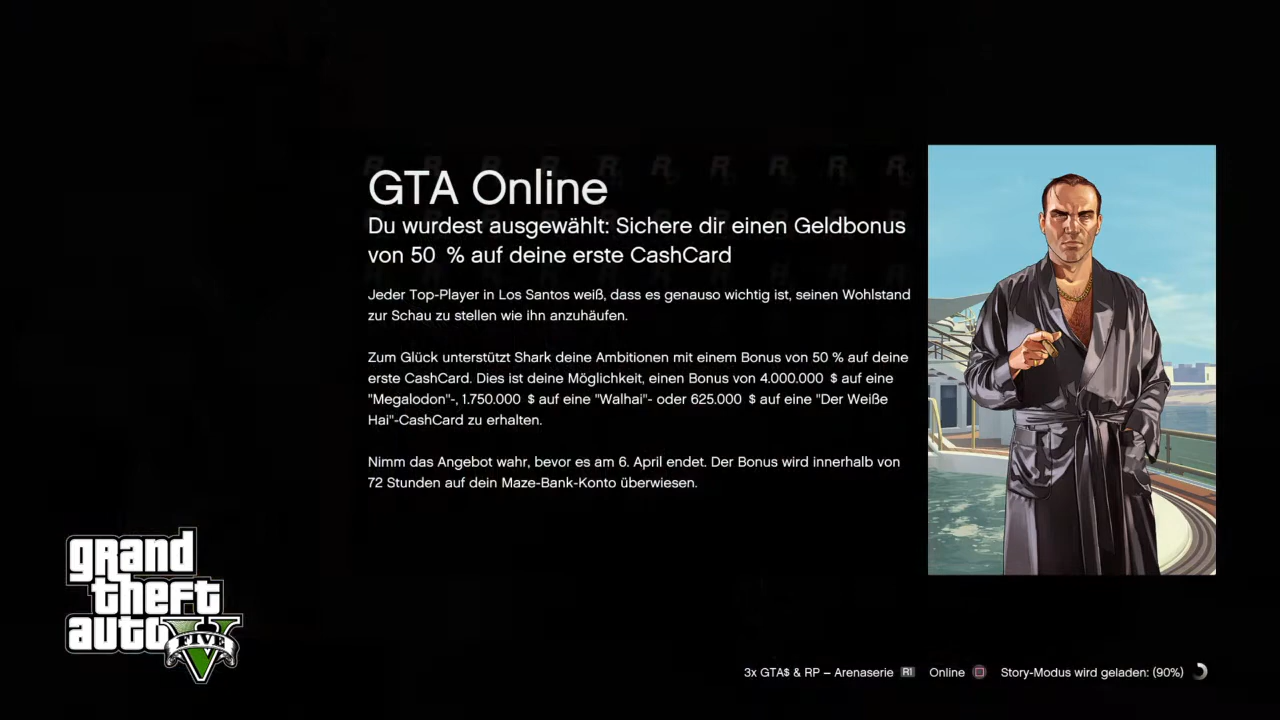 GTA Online
Du wurdest ausgewählt: Sichere dir einen Geldbonus
von 50 % auf deine erste CashCard
Jeder Top-Player in Los Santos weiß, dass es genauso wichtig ist, seinen Wohlstand
zur Schau zu stellen wie ihn anzuhäufen.
Zum Glück unterstützt Shark deine Ambitionen mit einem Bonus von 50 % auf deine
erste CashCard. Dies ist deine Möglichkeit, einen Bonus von 4.000.000 $ auf eine
"Megalodon"-, 1.750.000 $ auf eine "Walhai"- oder 625.000 $ auf eine "Der Weiße
Hai"-CashCard zu erhalten.
Nimm das Angebot wahr, bevor es am 6. April endet. Der Bonus wird innerhalb von
72 Stunden auf dein Maze-Bank-Konto überwiesen.
grand
theft
auto V
FIVE
3x GTA$ & RP – Arenaserie R1 Online Story-Modus wird geladen: (90%)